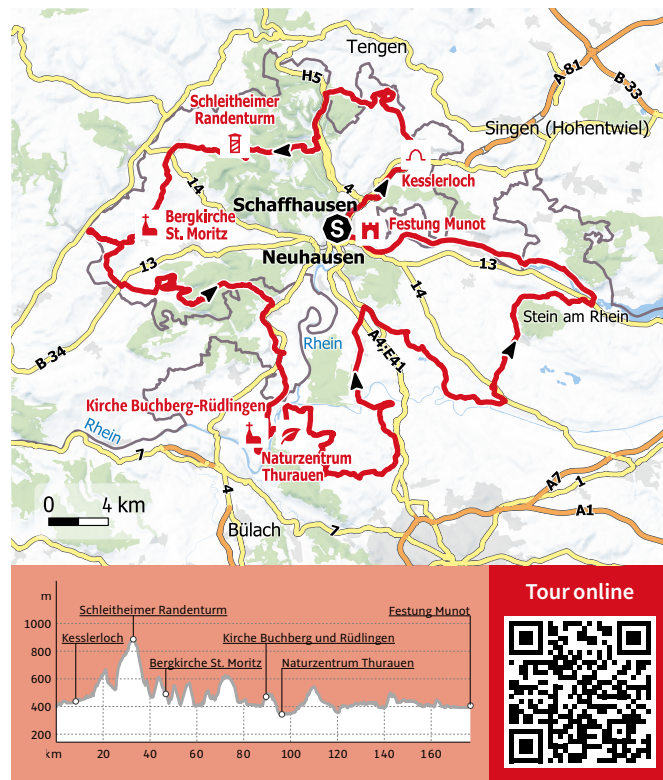 Tengen
H5
A 81
B 33
Schleitheimer
Randenturm
Singen (Hohentwiel)
14
4
Kesslerloch
Schaffhausen
S
Festung Munot
Bergkirche
St. Moritz
Neuhausen
13
13
14
Stein am Rhein
B 34
Rhein
A4;E41
Kirche Buchberg-Rüdlingen
Rhein
7
Naturzentrum
Thurauen
4
A7
1
A1
0 4 km
Bülach
7
m
1000
800
600
400
200
km 20 40 60 80 100 120 140 160
Schleitheimer Randenturm
Festung Munot
Kesslerloch
Kirche Buchberg und Rüdlingen
Bergkirche St. Moritz
Naturzentrum Thurauen
Tour online